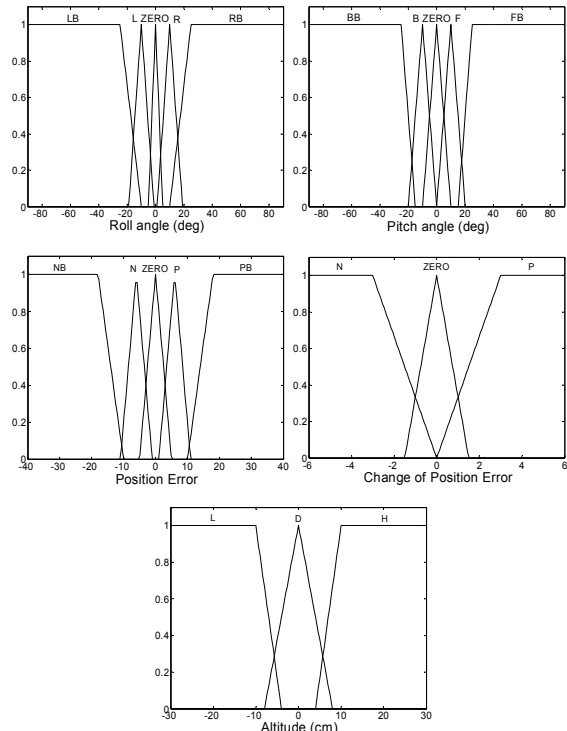 LB L ZERO R RB
1
0.8
0.6
0.4
0.2
0
-80 -60 -40 -20 0 20 40 60 80
Roll angle (deg)
BB B ZERO F FB
1
0.8
0.6
0.4
0.2
0
-80 -60 -40 -20 0 20 40 60 80
Pitch angle (deg)
NB N ZERO P PB
1
0.8
0.6
0.4
0.2
0
-40 -30 -20 -10 0 10 20 30 40
Position Error
N ZERO P
1
0.8
0.6
0.4
0.2
0
-6 -4 -2 0 2 4 6
Change of Position Error
L D H
1
0.8
0.6
0.4
0.2
0
-30 -20 -10 0 10 20 30
Altitude (cm)